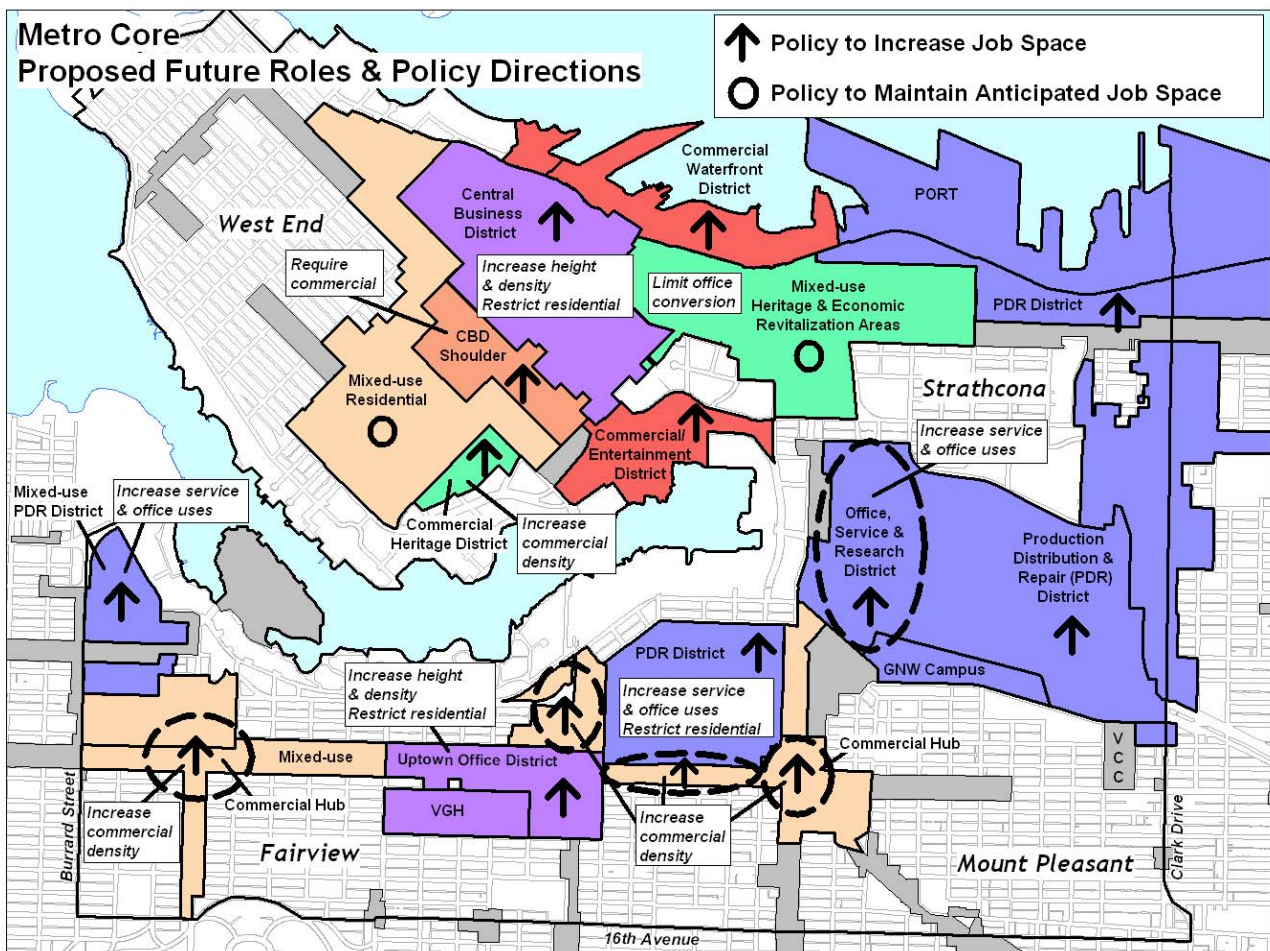 Metro Core
Proposed Future Roles & Policy Directions
Policy to Increase Job Space
Policy to Maintain Anticipated Job Space
Commercial
Waterfront
District
PORT
Central
Business
District
West End
Require
commercial
Increase height
& density
Restrict residential
Limit office
conversion
Mixed-use
Heritage & Economic
Revitalization Areas
PDR District
CBD
Shoulder
Mixed-use
Residential
Strathcona
Increase service
& office uses
Commercial/
Entertainment
District
Mixed-use
PDR District
Increase service
& office uses
Commercial
Heritage District
Increase
commercial
density
Office,
Service &
Research
District
Production
Distribution &
Repair (PDR)
District
PDR District
GNW Campus
Increase height
& density
Restrict residential
Increase service
& office uses
Restrict residential
Mixed-use
Uptown Office District
Commercial Hub
VCC
Burrard Street
Increase
commercial
density
Commercial Hub
VGH
Increase
commercial
density
Fairview
Mount Pleasant
Clark Drive
16th Avenue